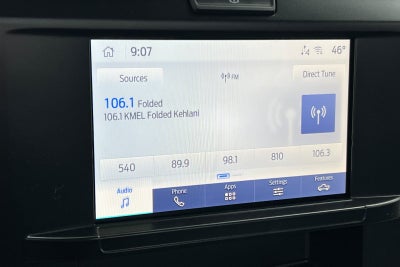 9:07 46°
Sources FM Direct Tune
106.1 Folded
106.1 KMEL Folded Kehlani
540 89.9 98.1 810 106.3
Audio Phone Apps Settings Features